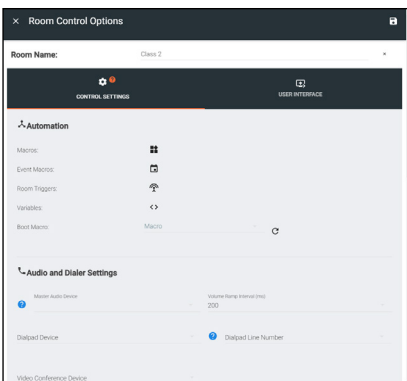 × Room Control Options
Room Name: Class 2 ×
CONTROL SETTINGS
USER INTERFACE
Automation
Macros:
Event Macros:
Room Triggers:
Variables:
Boot Macro: Macro
Audio and Dialer Settings
Master Audio Device
Volume Ramp Interval (ms)
200
Dialpad Device
Dialpad Line Number
Video Conference Device